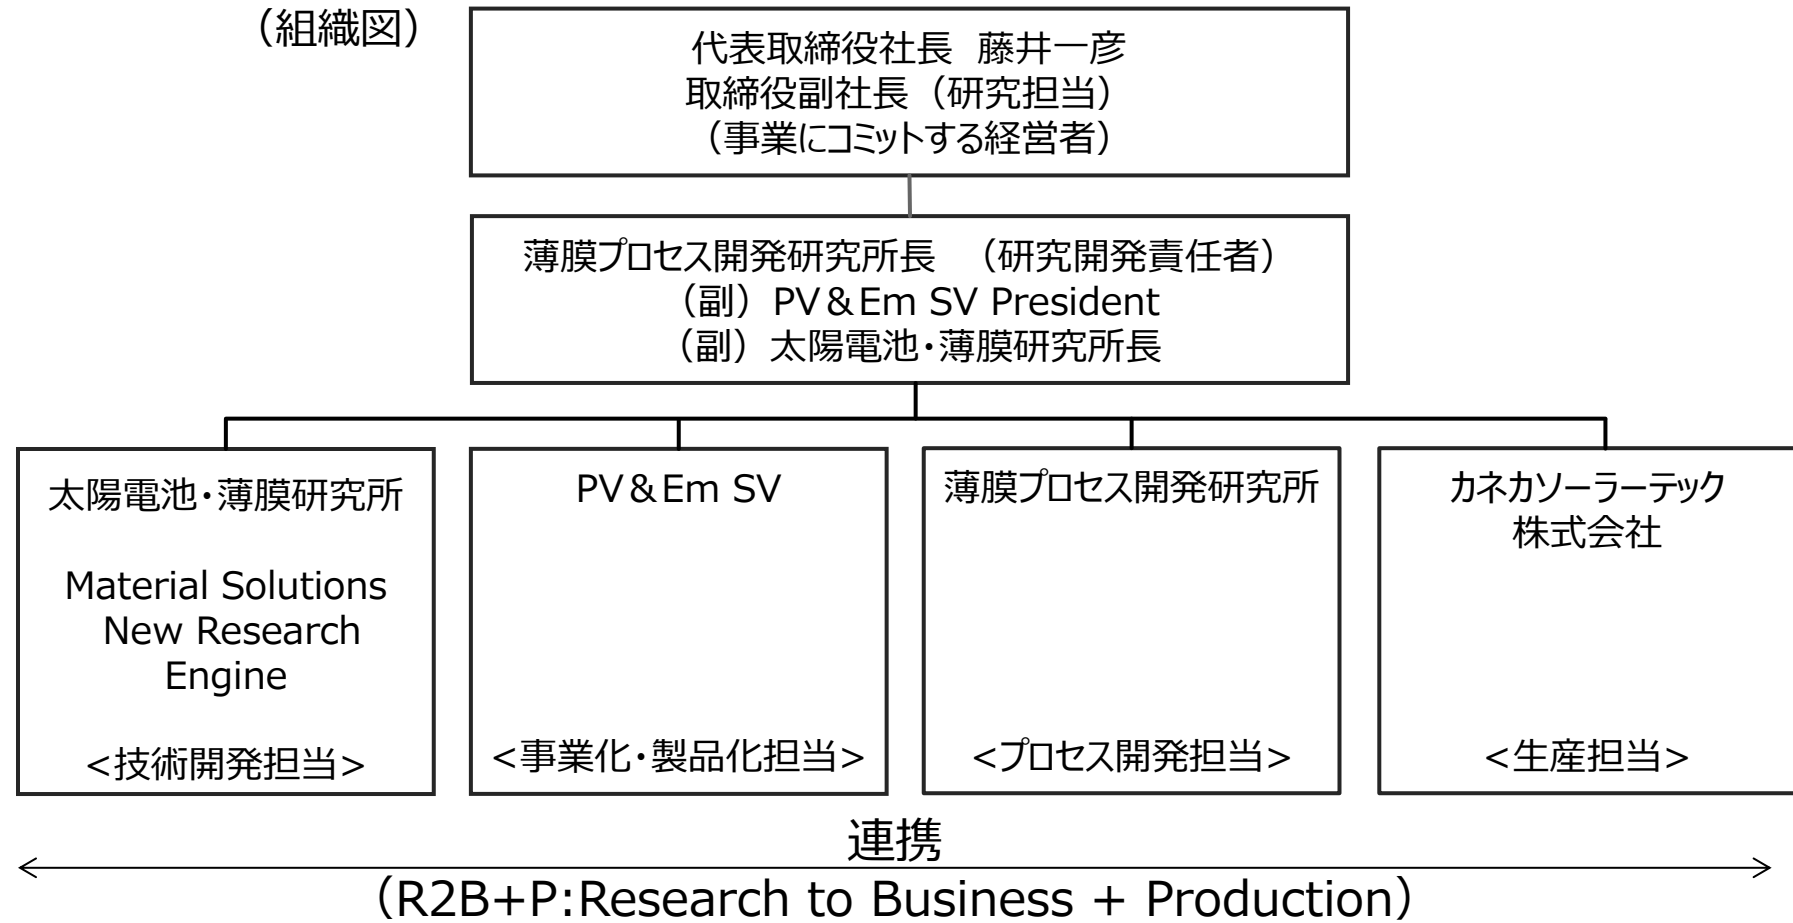 （組織図）
代表取締役社長 藤井一彦
取締役副社長（研究担当）
（事業にコミットする経営者）
薄膜プロセス開発研究所長　（研究開発責任者）
（副）PV＆Em SV President
（副）太陽電池・薄膜研究所長
太陽電池・薄膜研究所
Material Solutions
New Research
Engine
<技術開発担当>
PV＆Em SV
<事業化・製品化担当>
薄膜プロセス開発研究所
<プロセス開発担当>
カネカソーラーテック
株式会社
<生産担当>
連携
（R2B+P:Research to Business + Production）